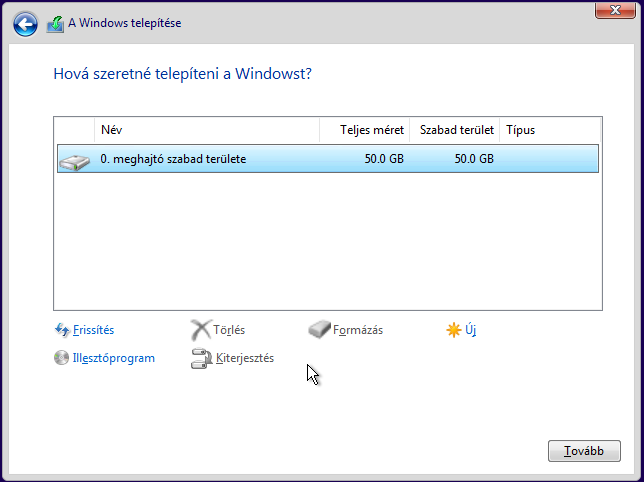 A Windows telepítése
Hová szeretné telepíteni a Windowst?
Név Teljes méret Szabad terület Típus
0. meghajtó szabad területe 50.0 GB 50.0 GB
Frissítés Törlés Formázás Új
Illesztőprogram Kiterjesztés
Tovább